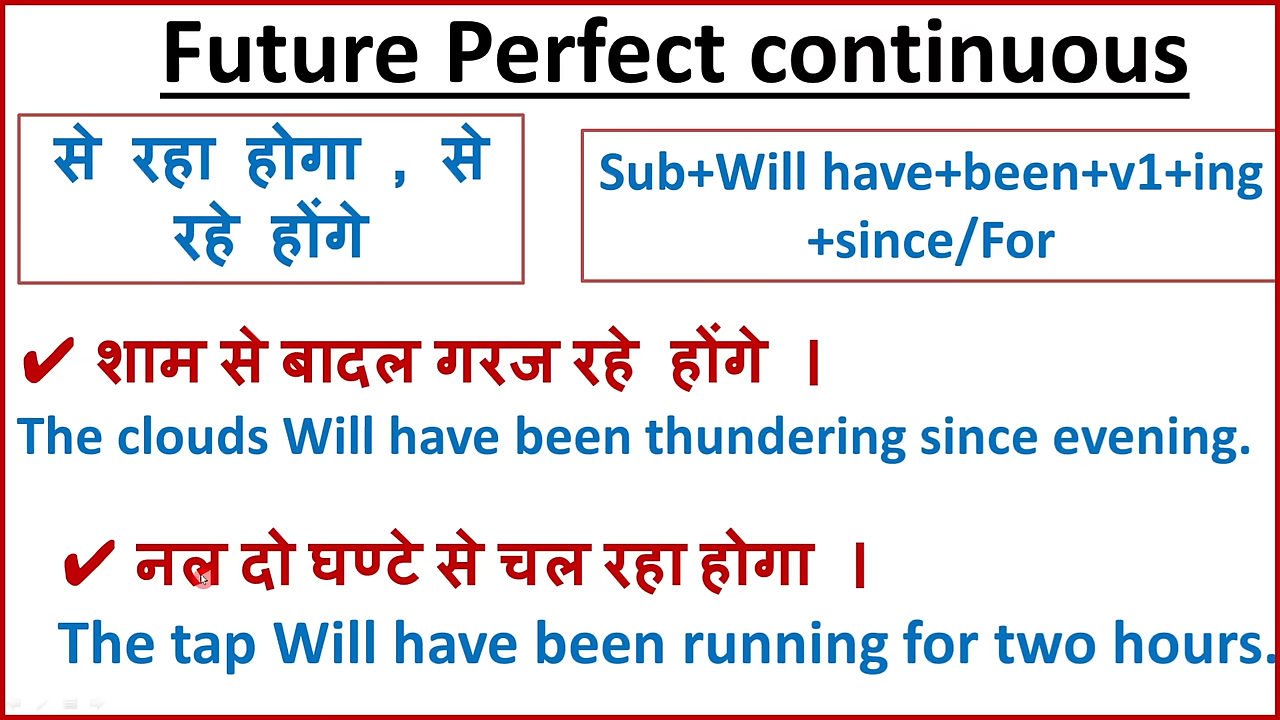 Future Perfect continuous
से रहा होगा , से
रहे होंगे
Sub+Will have+been+v1+ing
+since/For
✔ शाम से बादल गरज रहे होंगे ।
The clouds Will have been thundering since evening.
✔ नल दो घण्टे से चल रहा होगा ।
The tap Will have been running for two hours.